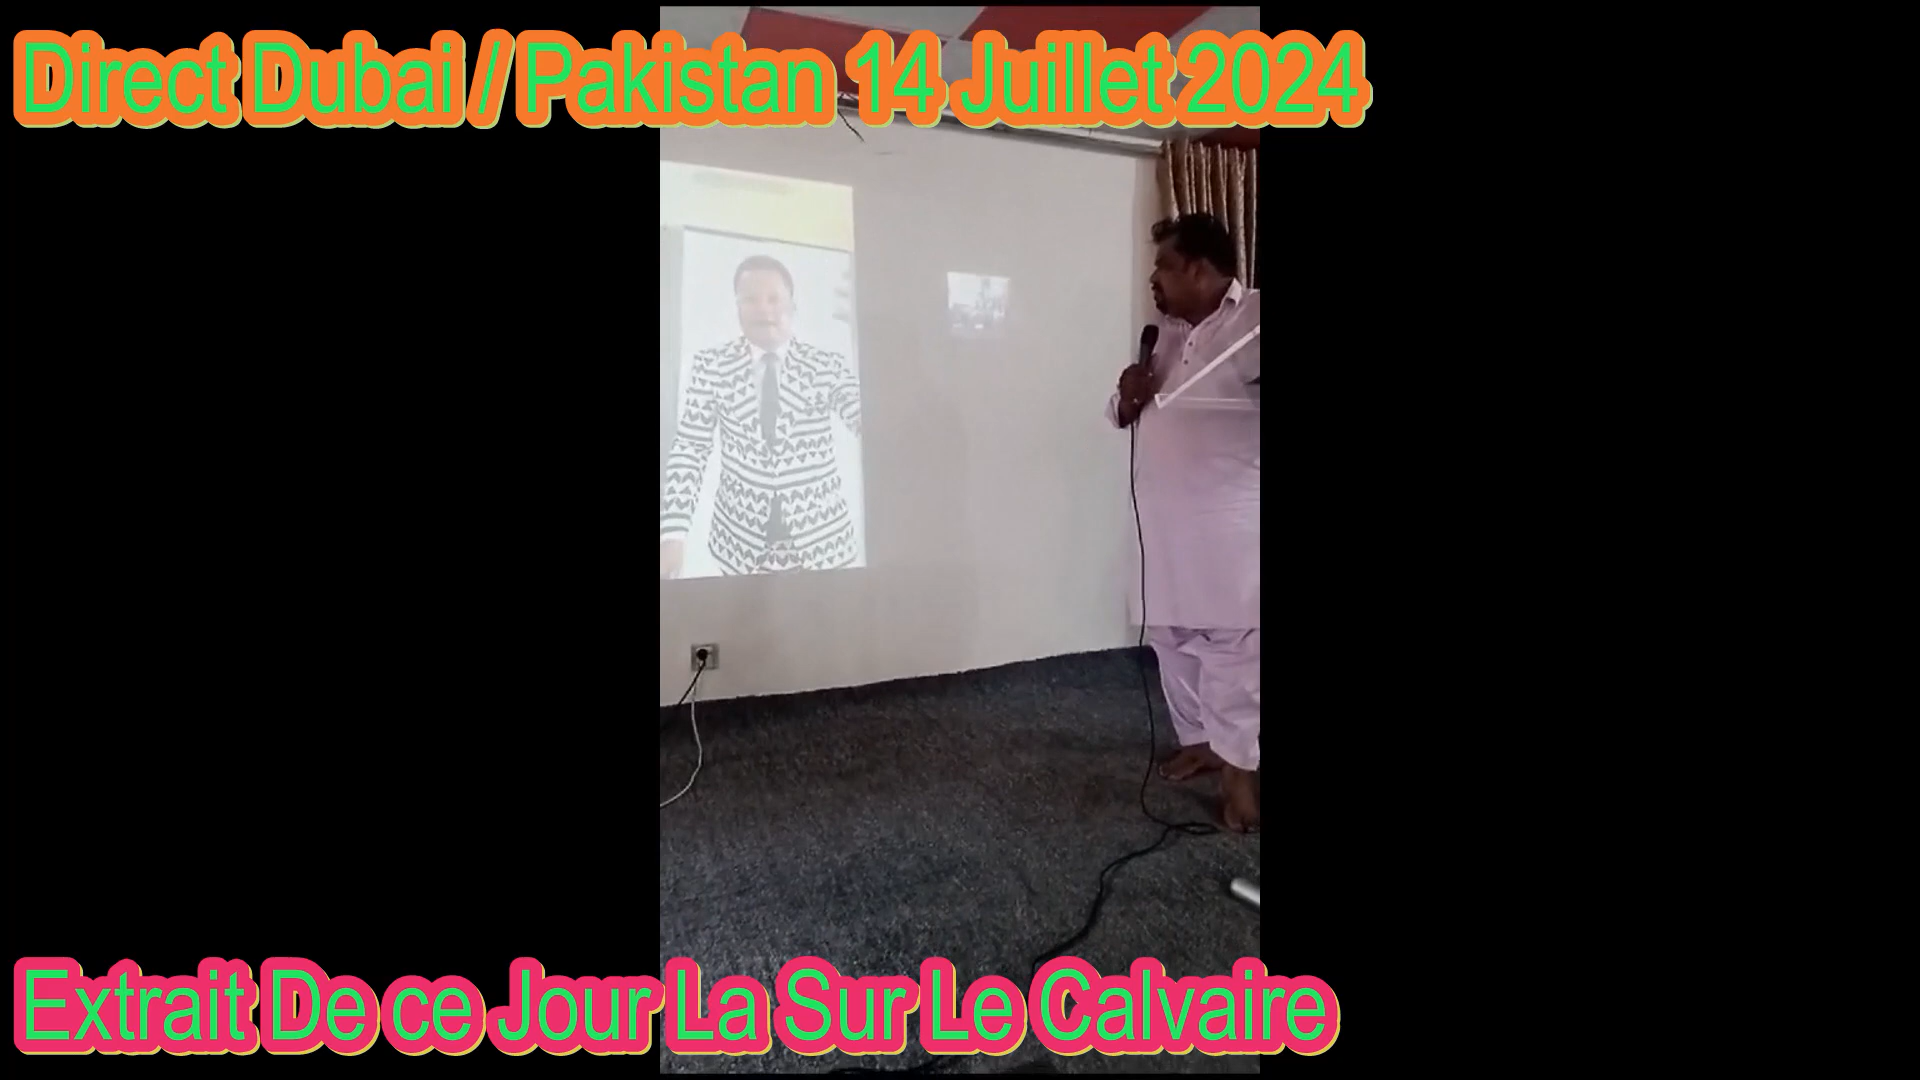 Direct Dubai / Pakistan 14 Juillet 2024
Extrait De ce Jour La Sur Le Calvaire